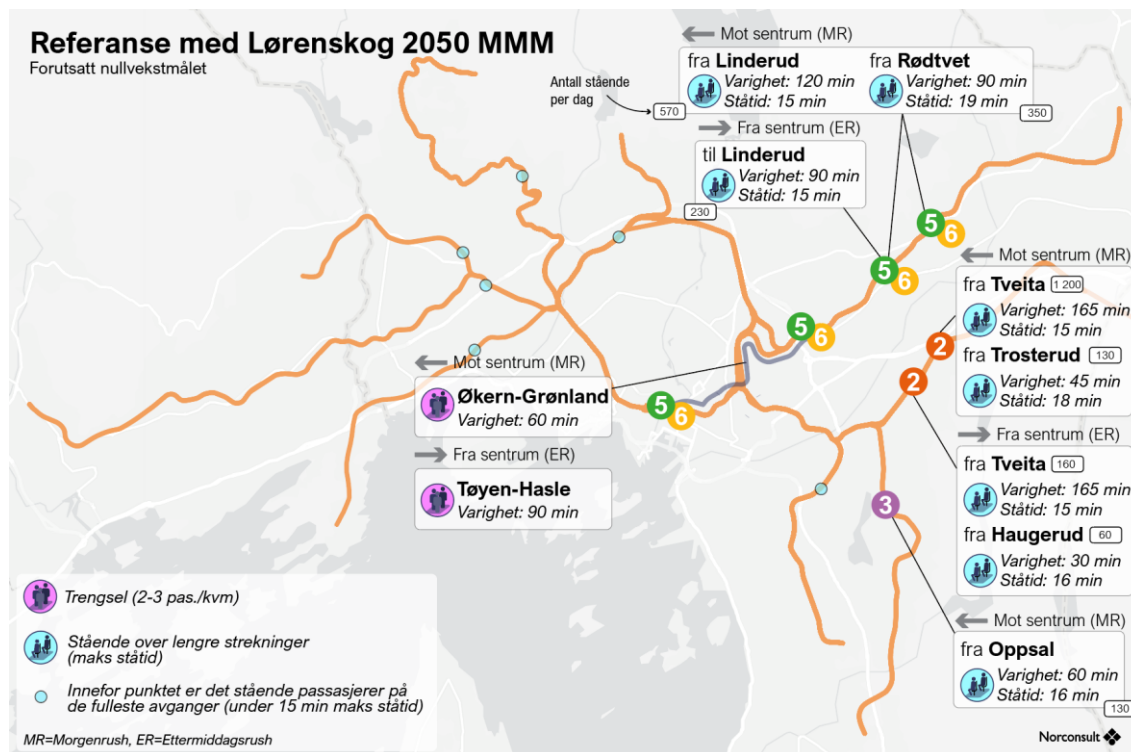 Referanse med Lørenskog 2050 MMM
Forutsatt nullvekstmålet
Antall stående
per dag
570
Mot sentrum (MR)
fra Linderud
Varighet: 120 min
Ståtid: 15 min
fra Rødtvet
Varighet: 90 min
Ståtid: 19 min
350
Fra sentrum (ER)
til Linderud
Varighet: 90 min
Ståtid: 15 min
230
5
6
5
6
5
6
5
6
2
2
3
Mot sentrum (MR)
fra Tveita 1 200
Varighet: 165 min
Ståtid: 15 min
fra Trosterud 130
Varighet: 45 min
Ståtid: 18 min
Fra sentrum (ER)
fra Tveita 160
Varighet: 165 min
Ståtid: 15 min
fra Haugerud 60
Varighet: 30 min
Ståtid: 16 min
Mot sentrum (MR)
fra Oppsal
Varighet: 60 min
Ståtid: 16 min
130
Mot sentrum (MR)
Økern-Grønland
Varighet: 60 min
Fra sentrum (ER)
Tøyen-Hasle
Varighet: 90 min
Trengsel (2-3 pas./kvm)
Stående over lengre strekninger
(maks ståtid)
Innefor punktet er det stående passasjerer på
de fulleste avganger (under 15 min maks ståtid)
MR=Morgenrush, ER=Ettermiddagsrush
Norconsult